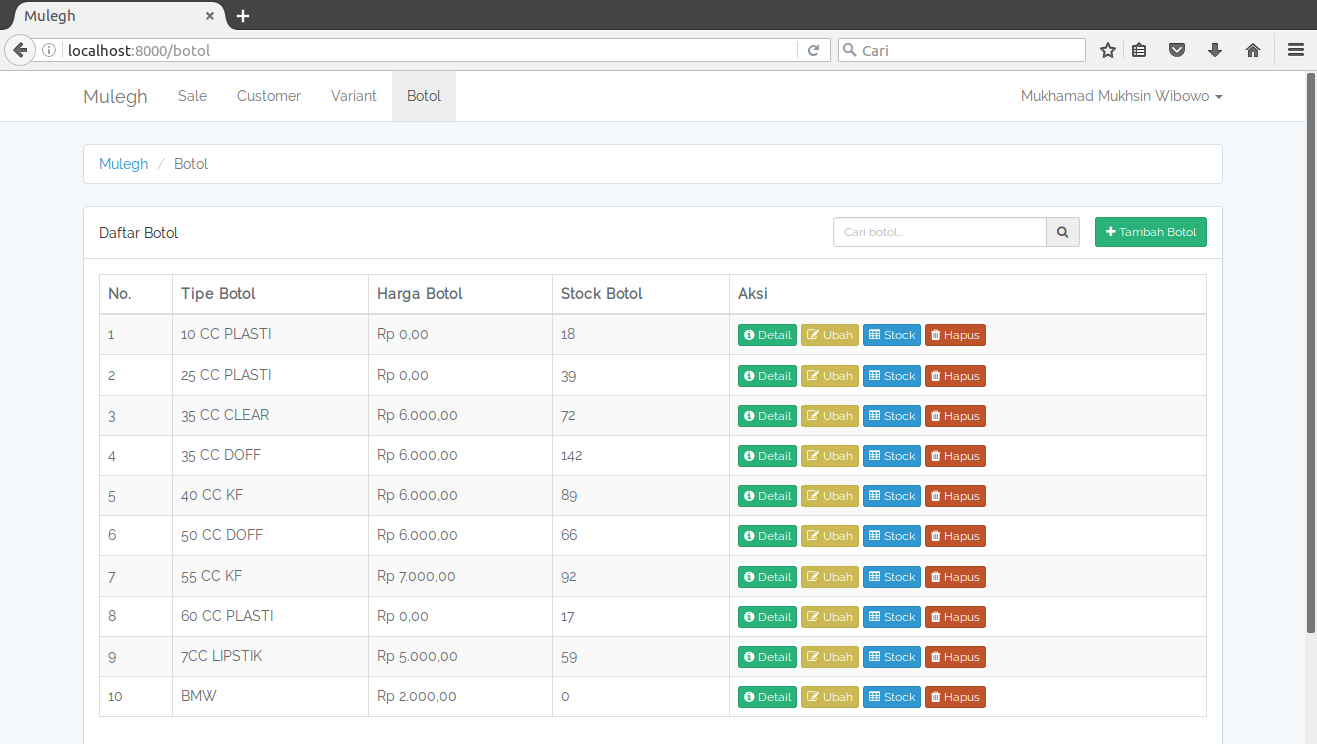 Mulegh
localhost:8000/botol
Cari
Mulegh Sale Customer Variant Botol Mukhamad Mukhsin Wibowo
Mulegh / Botol
Daftar Botol Cari botol... Tambah Botol
No. Tipe Botol Harga Botol Stock Botol Aksi
1 10 CC PLASTI Rp 0,00 18 Detail Ubah Stock Hapus
2 25 CC PLASTI Rp 0,00 39 Detail Ubah Stock Hapus
3 35 CC CLEAR Rp 6.000,00 72 Detail Ubah Stock Hapus
4 35 CC DOFF Rp 6.000,00 142 Detail Ubah Stock Hapus
5 40 CC KF Rp 6.000,00 89 Detail Ubah Stock Hapus
6 50 CC DOFF Rp 6.000,00 66 Detail Ubah Stock Hapus
7 55 CC KF Rp 7.000,00 92 Detail Ubah Stock Hapus
8 60 CC PLASTI Rp 0,00 17 Detail Ubah Stock Hapus
9 7CC LIPSTIK Rp 5.000,00 59 Detail Ubah Stock Hapus
10 BMW Rp 2.000,00 0 Detail Ubah Stock Hapus